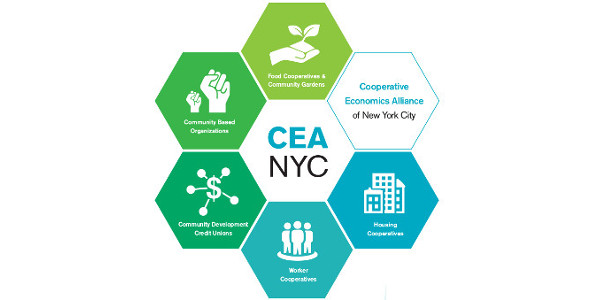 Food Cooperatives &
Community Gardens
Cooperative
Economics Alliance
of New York City
Community Based
Organizations
CEA
NYC
$
Community Development
Credit Unions
Housing
Cooperatives
Worker
Cooperatives